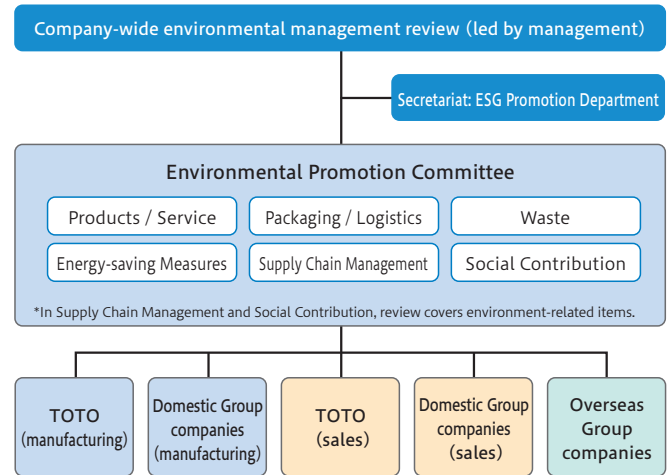 Company-wide environmental management review (led by management)
Secretariat: ESG Promotion Department
Environmental Promotion Committee
Products / Service
Packaging / Logistics
Waste
Energy-saving Measures
Supply Chain Management
Social Contribution
*In Supply Chain Management and Social Contribution, review covers environment-related items.
TOTO
(manufacturing)
Domestic Group
companies
(manufacturing)
TOTO
(sales)
Domestic Group
companies
(sales)
Overseas
Group
companies